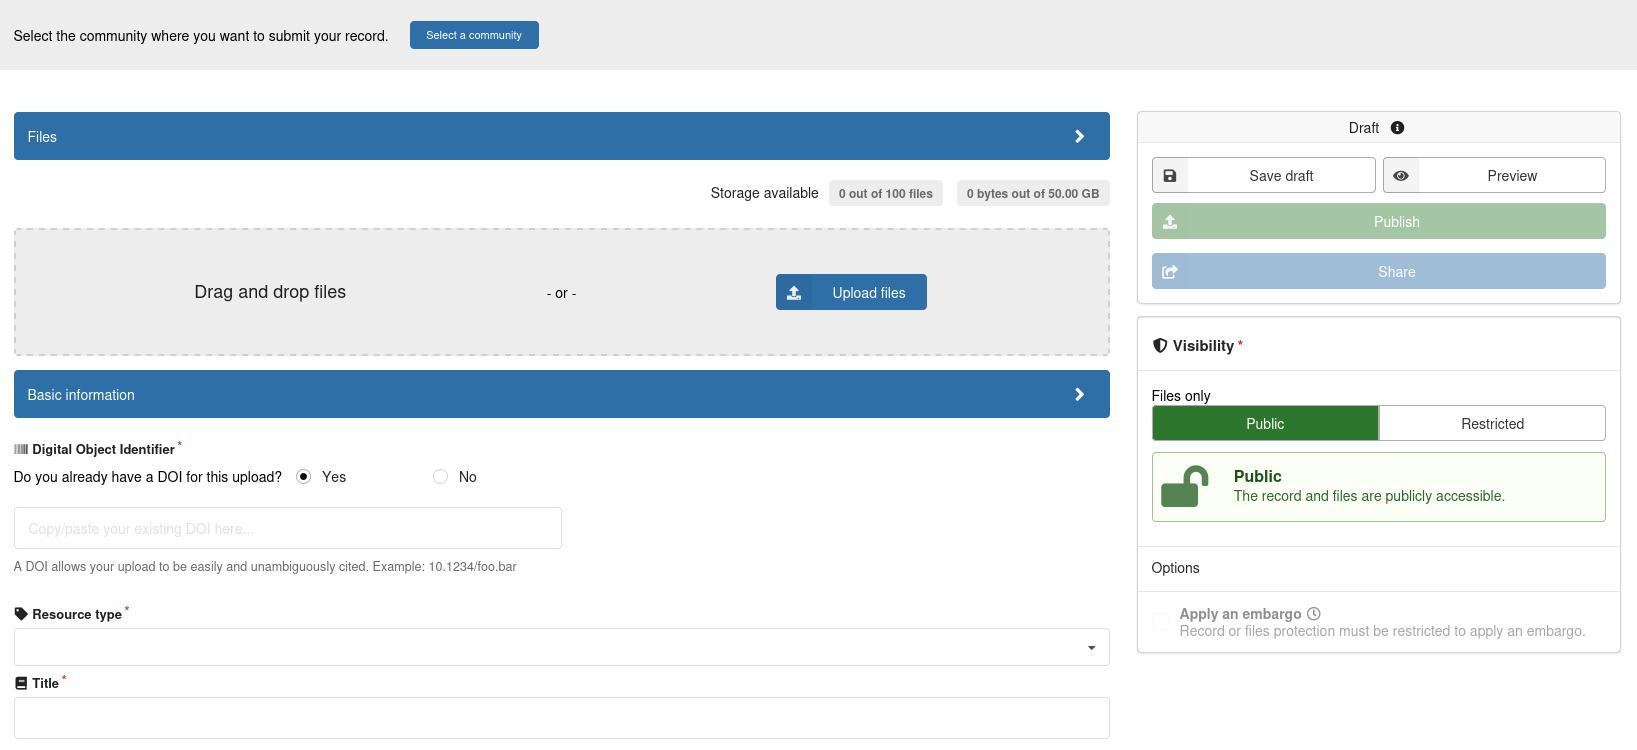 Select the community where you want to submit your record. Select a community
Files
Storage available 0 out of 100 files 0 bytes out of 50.00 GB
Drag and drop files - or - Upload files
Basic information
Digital Object Identifier *
Do you already have a DOI for this upload? Yes No
Copy/paste your existing DOI here...
A DOI allows your upload to be easily and unambiguously cited. Example: 10.1234/foo.bar
Resource type *
Title *
Draft
Save draft Preview
Publish
Share
Visibility *
Files only
Public Restricted
Public
The record and files are publicly accessible.
Options
Apply an embargo
Record or files protection must be restricted to apply an embargo.